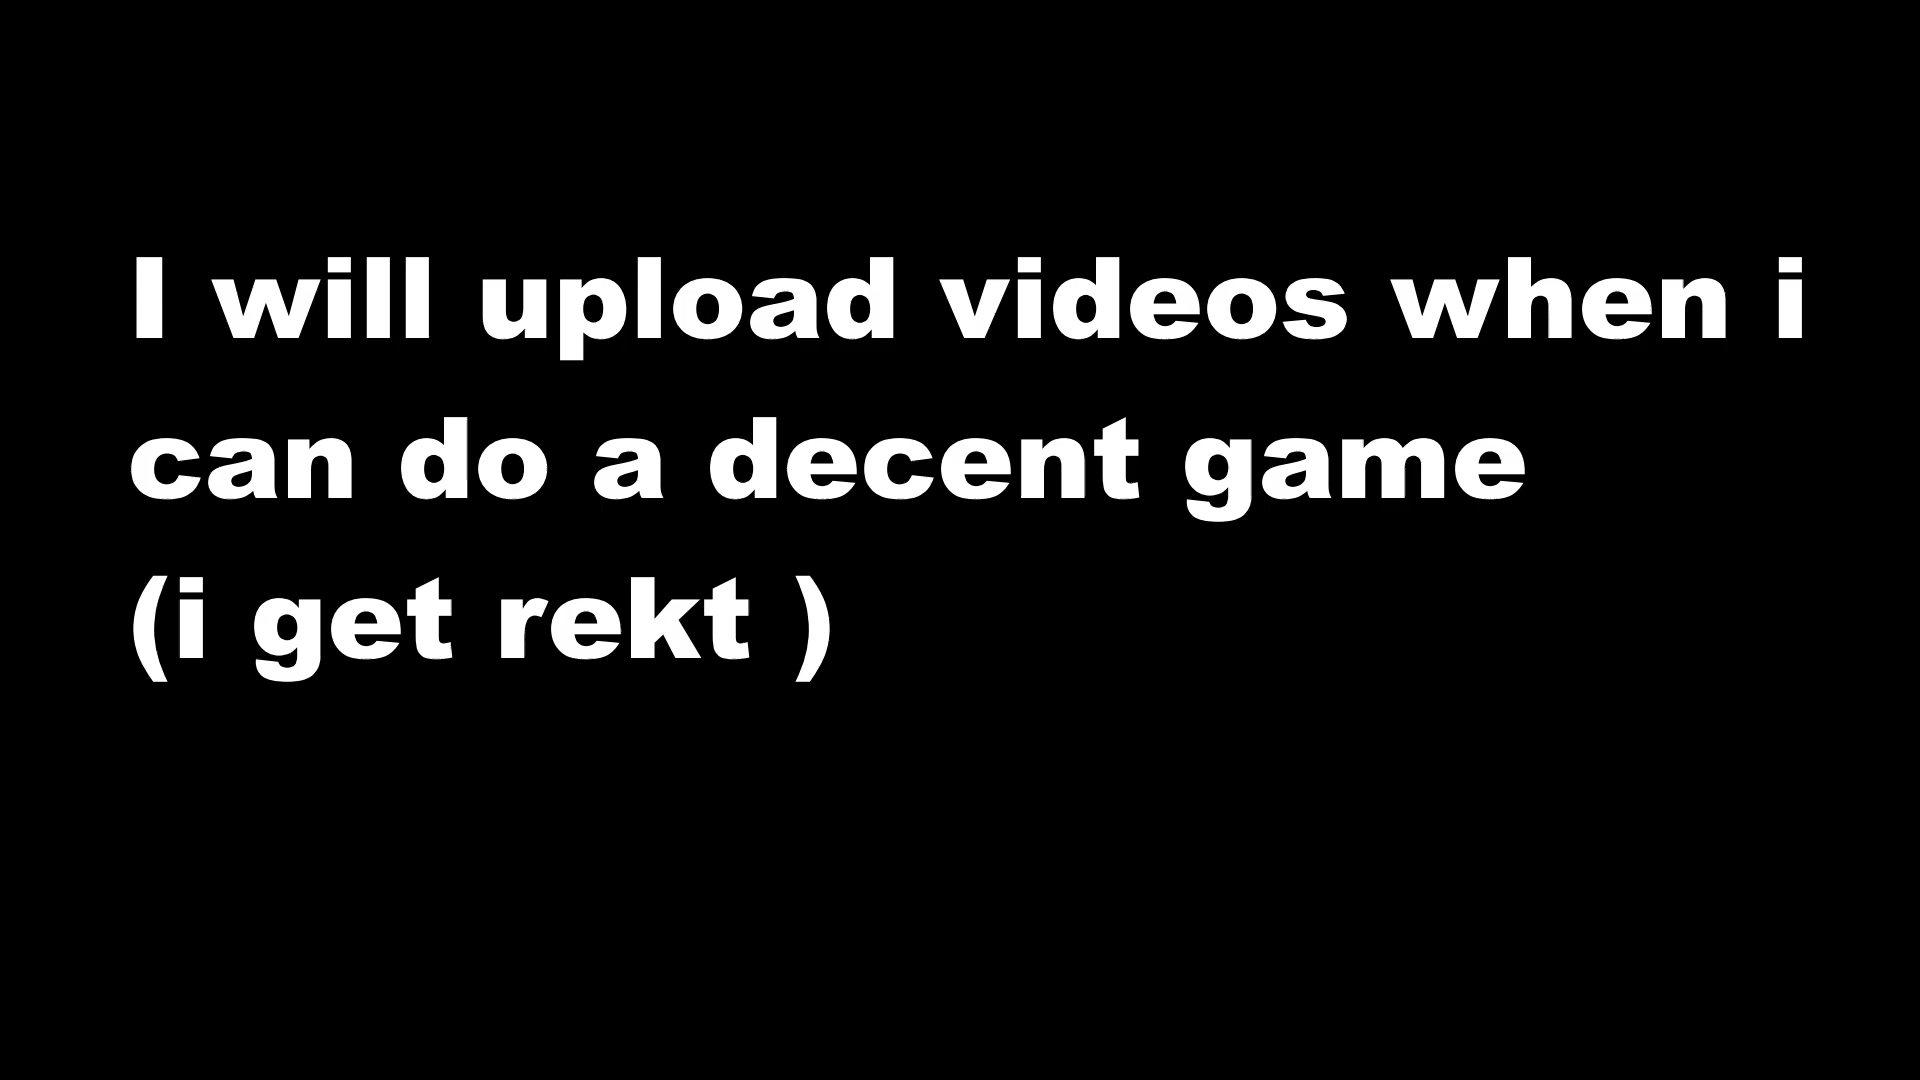 I will upload videos when i
can do a decent game
(i get rekt )